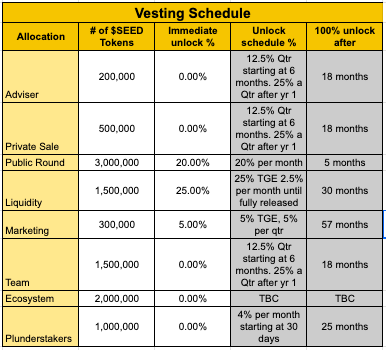 Vesting Schedule
Allocation # of $SEED Tokens Immediate unlock % Unlock schedule % 100% unlock after
Adviser 200,000 0.00% 12.5% Qtr starting at 6 months. 25% a Qtr after yr 1 18 months
Private Sale 500,000 0.00% 12.5% Qtr starting at 6 months. 25% a Qtr after yr 1 18 months
Public Round 3,000,000 20.00% 20% per month 5 months
Liquidity 1,500,000 25.00% 25% TGE 2.5% per month until fully released 30 months
Marketing 300,000 5.00% 5% TGE, 5% per qtr 57 months
Team 1,500,000 0.00% 12.5% Qtr starting at 6 months. 25% a Qtr after yr 1 18 months
Ecosystem 2,000,000 0.00% TBC TBC
Plunderstakers 1,000,000 0.00% 4% per month starting at 30 days 25 months